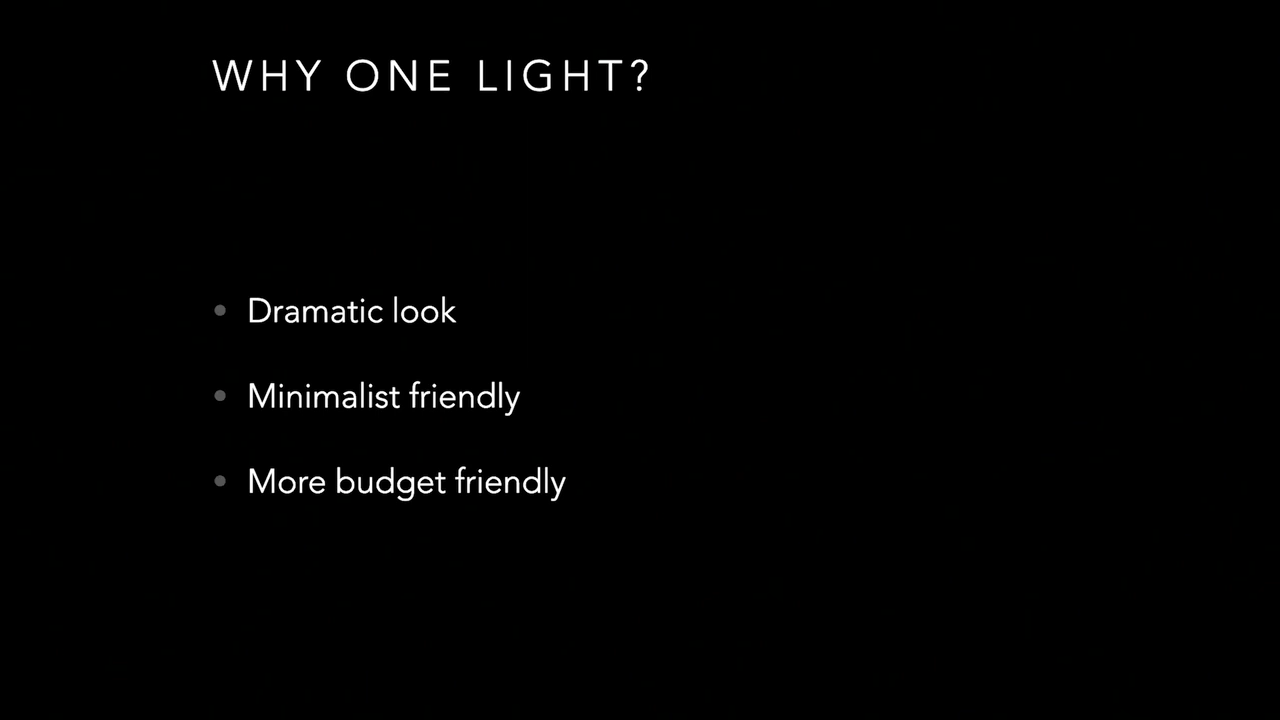 WHY ONE LIGHT?
• Dramatic look
• Minimalist friendly
• More budget friendly